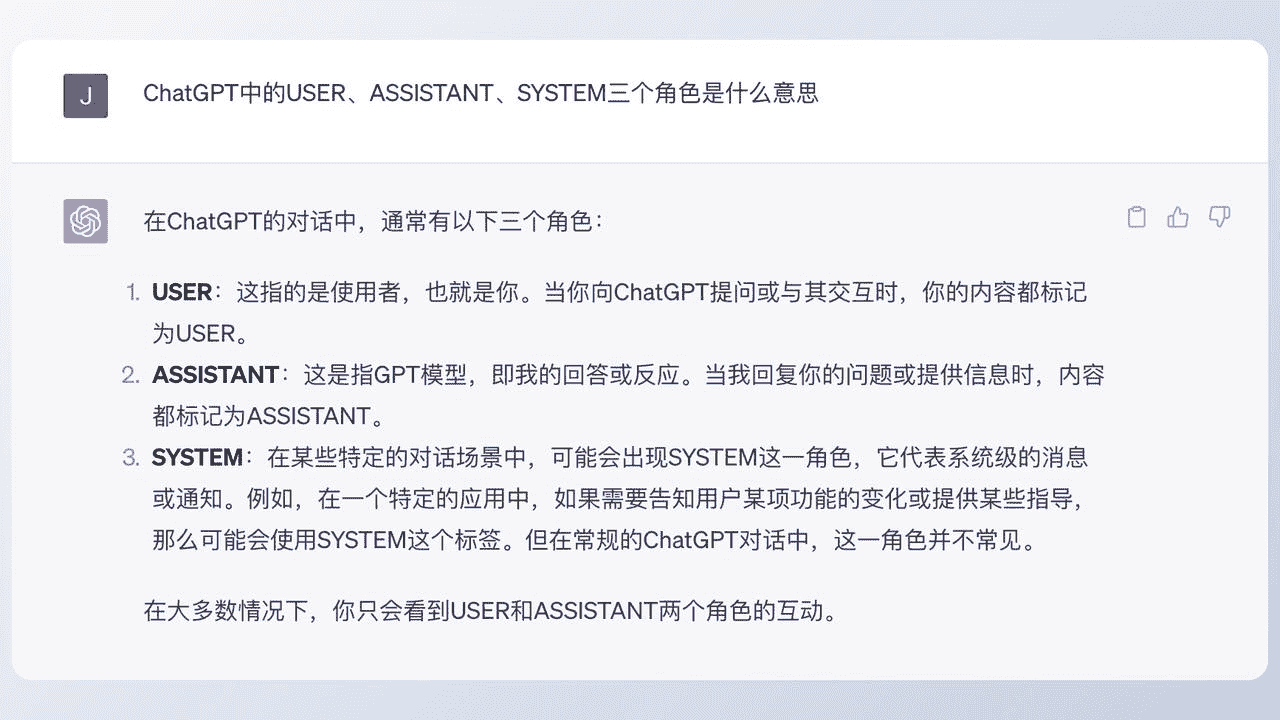 J
ChatGPT中的USER、ASSISTANT、SYSTEM三个角色是什么意思
在ChatGPT的对话中，通常有以下三个角色：
1. USER：这指的是使用者，也就是你。当你向ChatGPT提问或与其交互时，你的内容都标记
为USER。
2. ASSISTANT：这是指GPT模型，即我的回答或反应。当我回复你的问题或提供信息时，内容
都标记为ASSISTANT。
3. SYSTEM：在某些特定的对话场景中，可能会出现SYSTEM这一角色，它代表系统级的消息
或通知。例如，在一个特定的应用中，如果需要告知用户某项功能的变化或提供某些指导，
那么可能会使用SYSTEM这个标签。但在常规的ChatGPT对话中，这一角色并不常见。
在大多数情况下，你只会看到USER和ASSISTANT两个角色的互动。